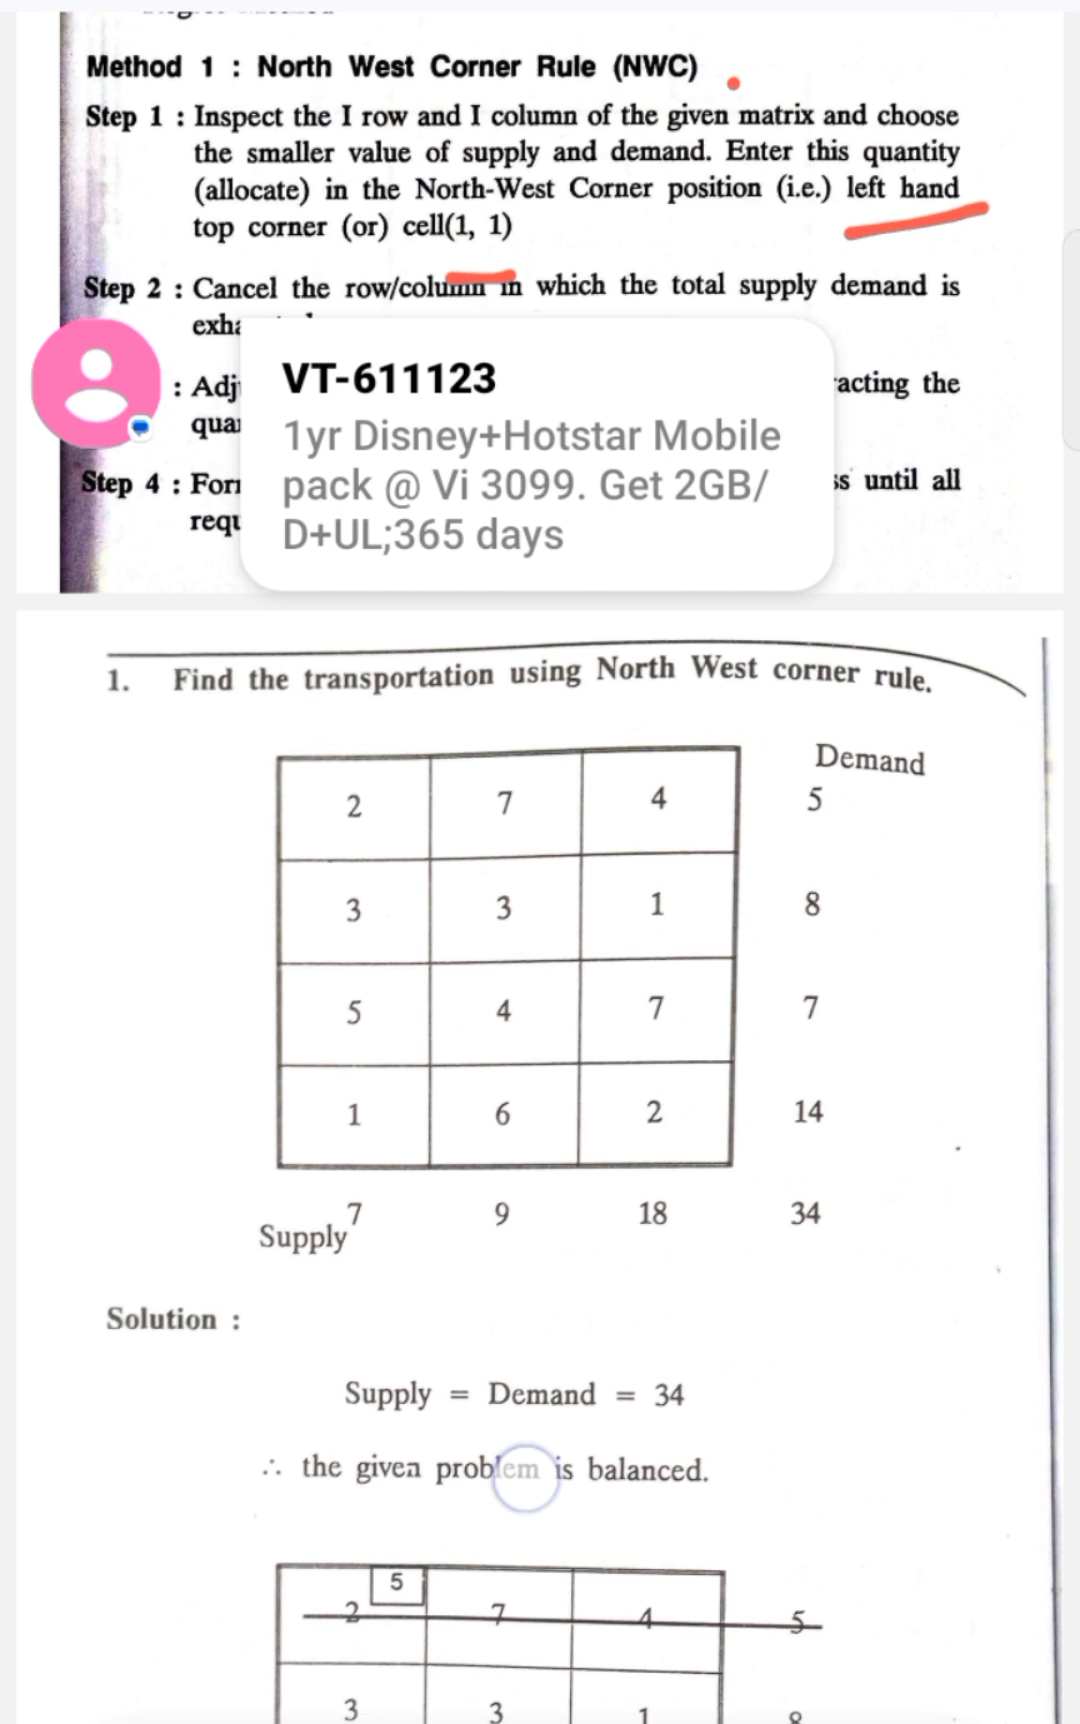 Method 1 : North West Corner Rule (NWC)
Step 1 : Inspect the I row and I column of the given matrix and choose
the smaller value of supply and demand. Enter this quantity
(allocate) in the North-West Corner position (i.e.) left hand
top corner (or) cell(1, 1)
Step 2 : Cancel the row/column in which the total supply demand is
VT-611123
: acting the
1yr Disney+Hotstar Mobile
pack @ Vi 3099. Get 2GB/
D+UL;365 days
Step 4 : until all
1. Find the transportation using North West corner rule.
Demand
2 7 4 5
3 3 1 8
5 4 7 7
1 6 2 14
7 9 18 34
Supply
Solution :
Supply = Demand = 34
∴ the given problem is balanced.
5
2 7 4 5
3 3 1 8